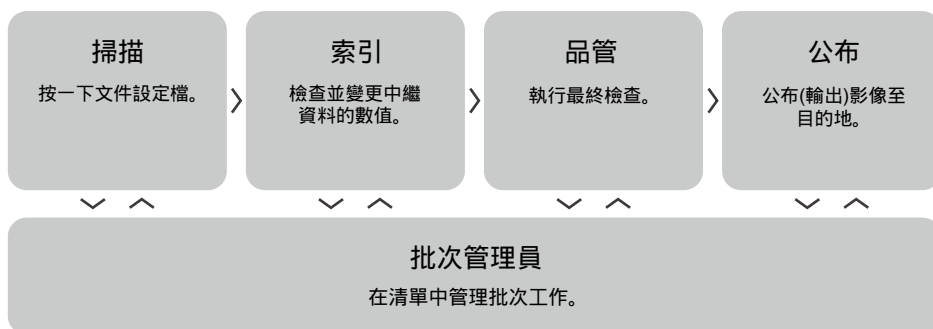 掃描
按一下文件設定檔。
索引
檢查並變更中繼
資料的數值。
品管
執行最終檢查。
公布
公布(輸出)影像至
目的地。
批次管理員
在清單中管理批次工作。